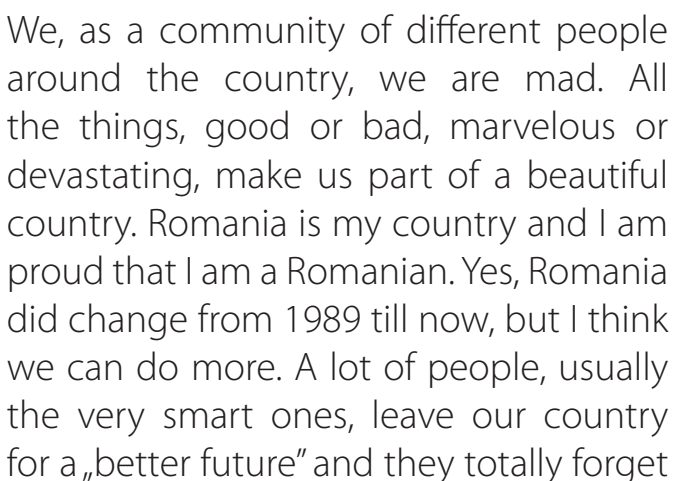 We, as a community of different people
around the country, we are mad. All
the things, good or bad, marvelous or
devastating, make us part of a beautiful
country. Romania is my country and I am
proud that I am a Romanian. Yes, Romania
did change from 1989 till now, but I think
we can do more. A lot of people, usually
the very smart ones, leave our country
for a „better future” and they totally forget